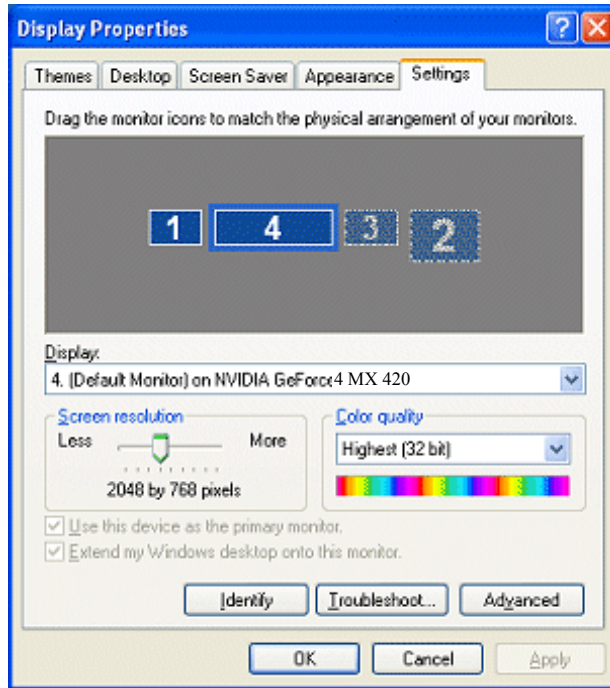 Display Properties
Themes Desktop Screen Saver Appearance Settings
Drag the monitor icons to match the physical arrangement of your monitors.
1 4 3 2
Display:
4. (Default Monitor) on NVIDIA GeForce4 MX 420
Screen resolution
Less More
2048 by 768 pixels
Color quality
Highest (32 bit)
Use this device as the primary monitor.
Extend my Windows desktop onto this monitor.
Identify Troubleshoot... Advanced
OK Cancel Apply